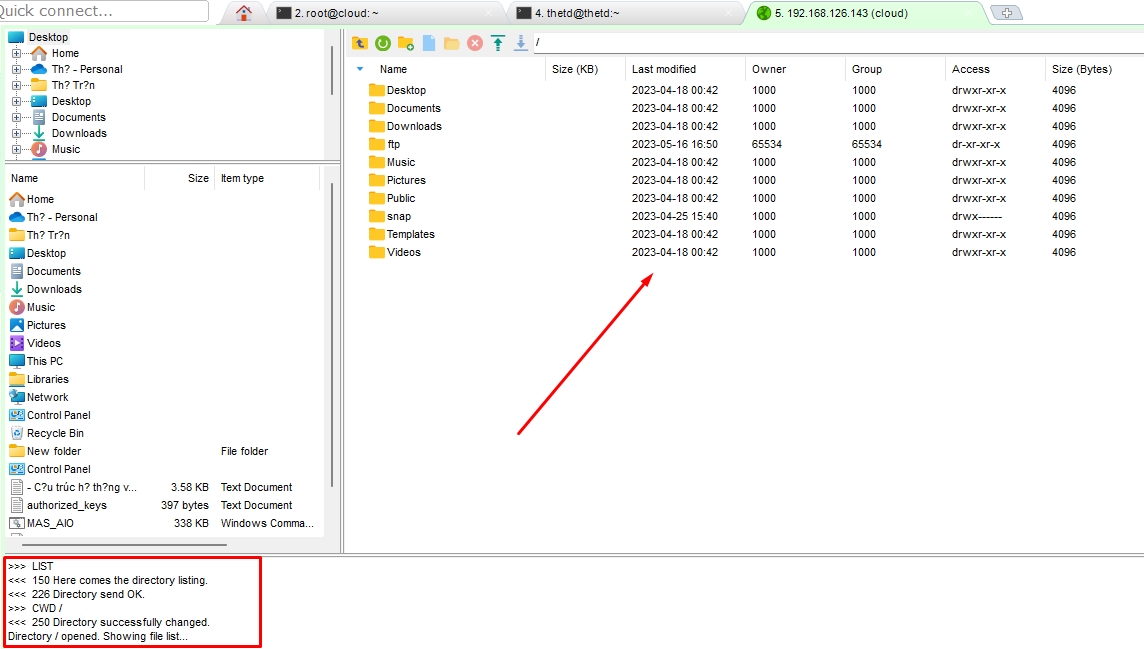 Quick connect...
2. root@cloud: ~
4. thetd@thetd:~
5. 192.168.126.143 (cloud)
Desktop
Home
Th? - Personal
Th? Tr?n
Desktop
Documents
Downloads
Music
Name Size Item type
Home
Th? - Personal
Th? Tr?n
Desktop
Documents
Downloads
Music
Pictures
Videos
This PC
Libraries
Network
Control Panel
Recycle Bin
New folder File folder
Control Panel
- C?u trúc h? th?ng v... 3.58 KB Text Document
authorized_keys 397 bytes Text Document
MAS_AIO 338 KB Windows Comma...
/
Name Size (KB) Last modified Owner Group Access Size (Bytes)
Desktop 2023-04-18 00:42 1000 1000 drwxr-xr-x 4096
Documents 2023-04-18 00:42 1000 1000 drwxr-xr-x 4096
Downloads 2023-04-18 00:42 1000 1000 drwxr-xr-x 4096
ftp 2023-05-16 16:50 65534 65534 dr-xr-xr-x 4096
Music 2023-04-18 00:42 1000 1000 drwxr-xr-x 4096
Pictures 2023-04-18 00:42 1000 1000 drwxr-xr-x 4096
Public 2023-04-18 00:42 1000 1000 drwxr-xr-x 4096
snap 2023-04-25 15:40 1000 1000 drwx------ 4096
Templates 2023-04-18 00:42 1000 1000 drwxr-xr-x 4096
Videos 2023-04-18 00:42 1000 1000 drwxr-xr-x 4096
>>> LIST
<<< 150 Here comes the directory listing.
<<< 226 Directory send OK.
>>> CWD /
<<< 250 Directory successfully changed.
Directory / opened. Showing file list...